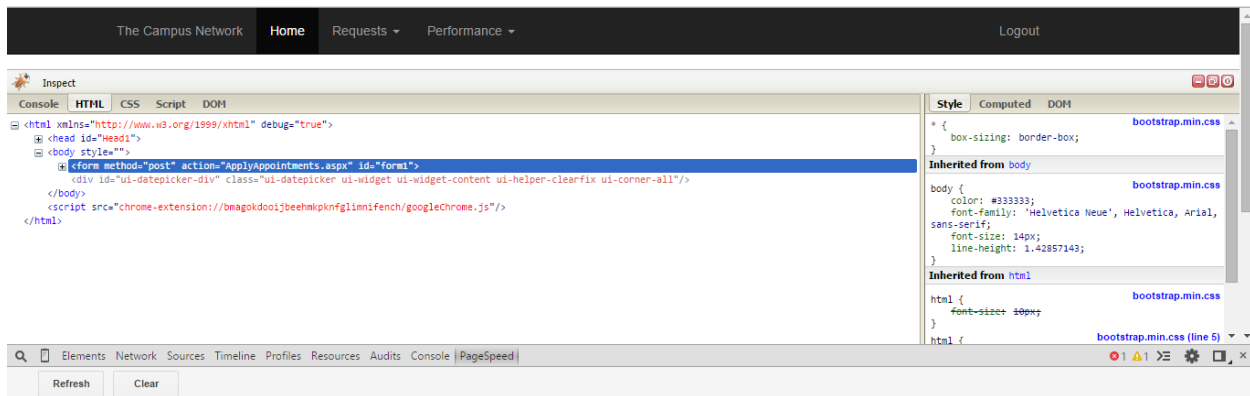 The Campus Network Home Requests Performance Logout
Inspect
Console HTML CSS Script DOM
<html xmlns="http://www.w3.org/1999/xhtml" debug="true">
<head id="Head1">
<body style="">
<form method="post" action="ApplyAppointments.aspx" id="form1">
<div id="ui-datepicker-div" class="ui-datepicker ui-widget ui-widget-content ui-helper-clearfix ui-corner-all"/>
</body>
<script src="chrome-extension://bmagokdooijbeehmkpknfglimnifench/googleChrome.js"/>
</html>
Style Computed DOM
* { bootstrap.min.css
box-sizing: border-box;
}
Inherited from body
body { bootstrap.min.css
color: #333333;
font-family: 'Helvetica Neue', Helvetica, Arial,
sans-serif;
font-size: 14px;
line-height: 1.42857143;
}
Inherited from html
html { bootstrap.min.css
font-size: 10px;
}
html { bootstrap.min.css (line 5)
Elements Network Sources Timeline Profiles Resources Audits Console PageSpeed 1 1
Refresh Clear